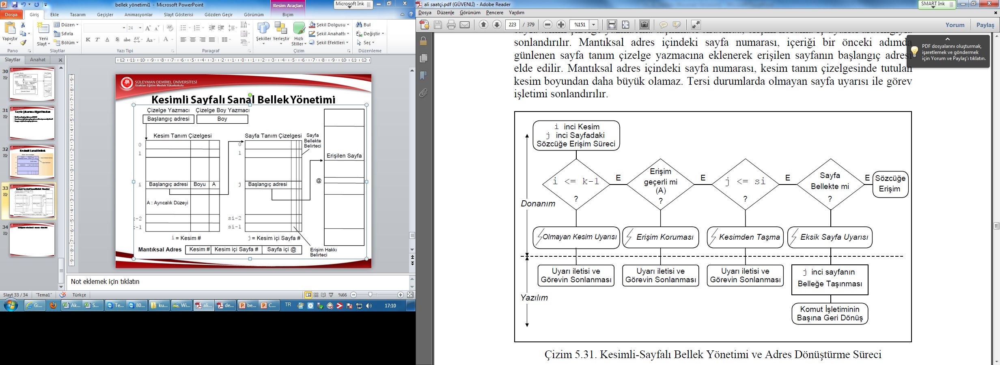 bellek yönetimi1 - Microsoft PowerPoint
Resim Araçları
Microsoft Ink
Dosya
Giriş
Ekle
Tasarım
Geçişler
Animasyonlar
Slayt Gösterisi
Gözden Geçir
Görünüm
Biçim
Yapıştır
Yeni
Slayt
Düzen
Sıfırla
Bölüm
24
Şekiller
Yerleştir
Hızlı
Stiller
Şekil Dolgusu
Şekil Anahattı
Şekil Efektleri
Bul
Değiştir
Seç
Pano
Slaytlar
Yazı Tipi
Paragraf
Çizim
Düzenleme
Slaytlar
Anahat
30
31
32
Kesimli Sanal Bellek
33
34
SÜLEYMAN DEMİREL ÜNİVERSİTESİ
Uzaktan Eğitim Meslek Yüksekokulu
Kesimli Sayfalı Sanal Bellek Yönetimi
Çizelge Yazmacı
Çizelge Boy Yazmacı
Başlangıç adresi
Boy
Kesim Tanım Çizelgesi
Sayfa Tanım Çizelgesi
Sayfa
Bellekte
Belirteci
0
1
0
1
Erişilen Sayfa
@
i
Başlangıç adresi
Boyu
A
j
Başlangıç adresi
A : Ayrıcalık Düzeyi
-2
-1
si-2
si-1
i = Kesim #
j = Kesim içi Sayfa #
Mantıksal Adres
Kesim #
Kesim içi Sayfa #
Sayfa içi @
Erişim Hakkı
Belirteci
Not eklemek için tıklatın
Slayt 33 / 34
"Tema1"
Türkçe
%66
G:...
Ak...
S...
Te...
80...
ku...
Wi...
ali...
de...
be...
C...
TR
17:10
ali saatçi.pdf (GÜVENLİ) - Adobe Reader
SMART Ink
Dosya
Düzenle
Görünüm
Pencere
Yardım
223
/ 379
%151
Yorum
Paylaş
PDF dosyalarını oluşturmak,
işaretlemek ve göndermek
için Yorum ve Paylaş'ı tıklatın.
sonlandırılır. Mantıksal adres içindeki sayfa numarası, içeriği bir önceki adımda
günlenen sayfa tanım çizelge yazmacına eklenerek erişilen sayfanın başlangıç adresi
elde edilir. Mantıksal adres içindeki sayfa numarası, kesim tanım çizelgesinde tutulan
kesim boyundan daha büyük olamaz. Tersi durumlarda olmayan sayfa uyarısı ile görev
işletimi sonlandırılır.
i inci Kesim
j inci Sayfadaki
Sözcüğe Erişim Süreci
i <= k-1
?
E
Erişim
geçerli mi
(A)
?
E
j <= si
?
E
Sayfa
Bellekte mi
?
E
Sözcüğe
Erişim
Donanım
Olmayan Kesim Uyarısı
Erişim Koruması
Kesimden Taşma
Eksik Sayfa Uyarısı
Uyarı iletisi ve
Görevin Sonlanması
Uyarı iletisi ve
Görevin Sonlanması
Uyarı iletisi ve
Görevin Sonlanması
j inci sayfanın
Belleğe Taşınması
Yazılım
Komut İşletiminin
Başına Geri Dönüş
Çizim 5.31. Kesimli-Sayfalı Bellek Yönetimi ve Adres Dönüştürme Süreci